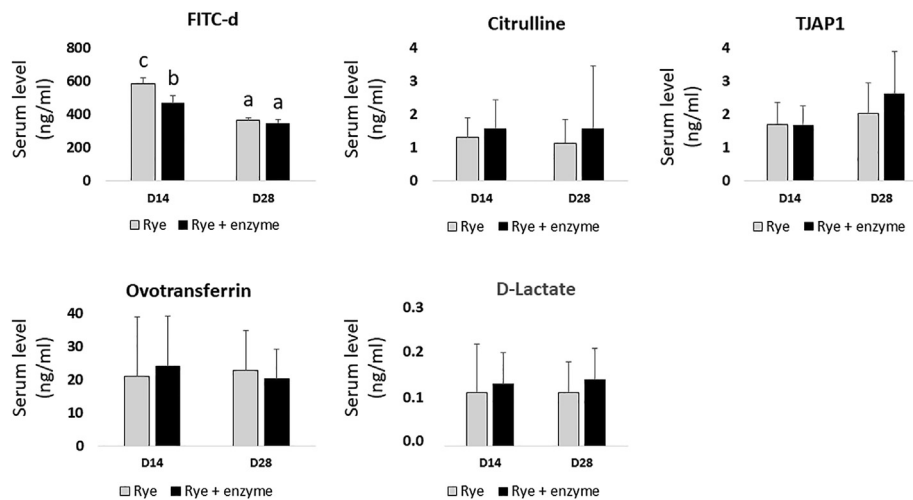 FITC-d
Serum level
(ng/ml)
800
600
400
200
0
c
b
a
a
D14
D28
Rye
Rye + enzyme
Citrulline
Serum level
(ng/ml)
4
3
2
1
0
D14
D28
Rye
Rye + enzyme
TJAP1
Serum level
(ng/ml)
4
3
2
1
0
D14
D28
Rye
Rye + enzyme
Ovotransferrin
Serum level
(ng/ml)
40
30
20
10
0
D14
D28
Rye
Rye + enzyme
D-Lactate
Serum level
(ng/ml)
0.3
0.2
0.1
0.0
D14
D28
Rye
Rye + enzyme